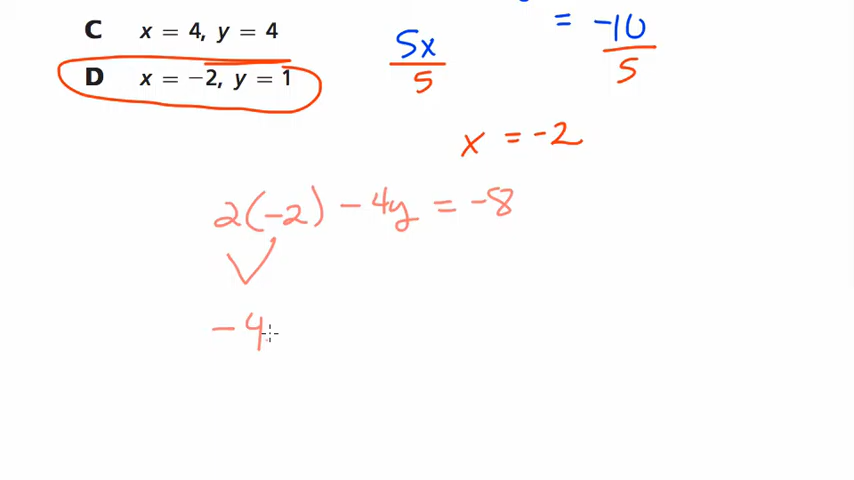 C x = 4, y = 4
D x = −2, y = 1
5x/5 = -10/5
x = -2
2(-2) - 4y = -8
-4